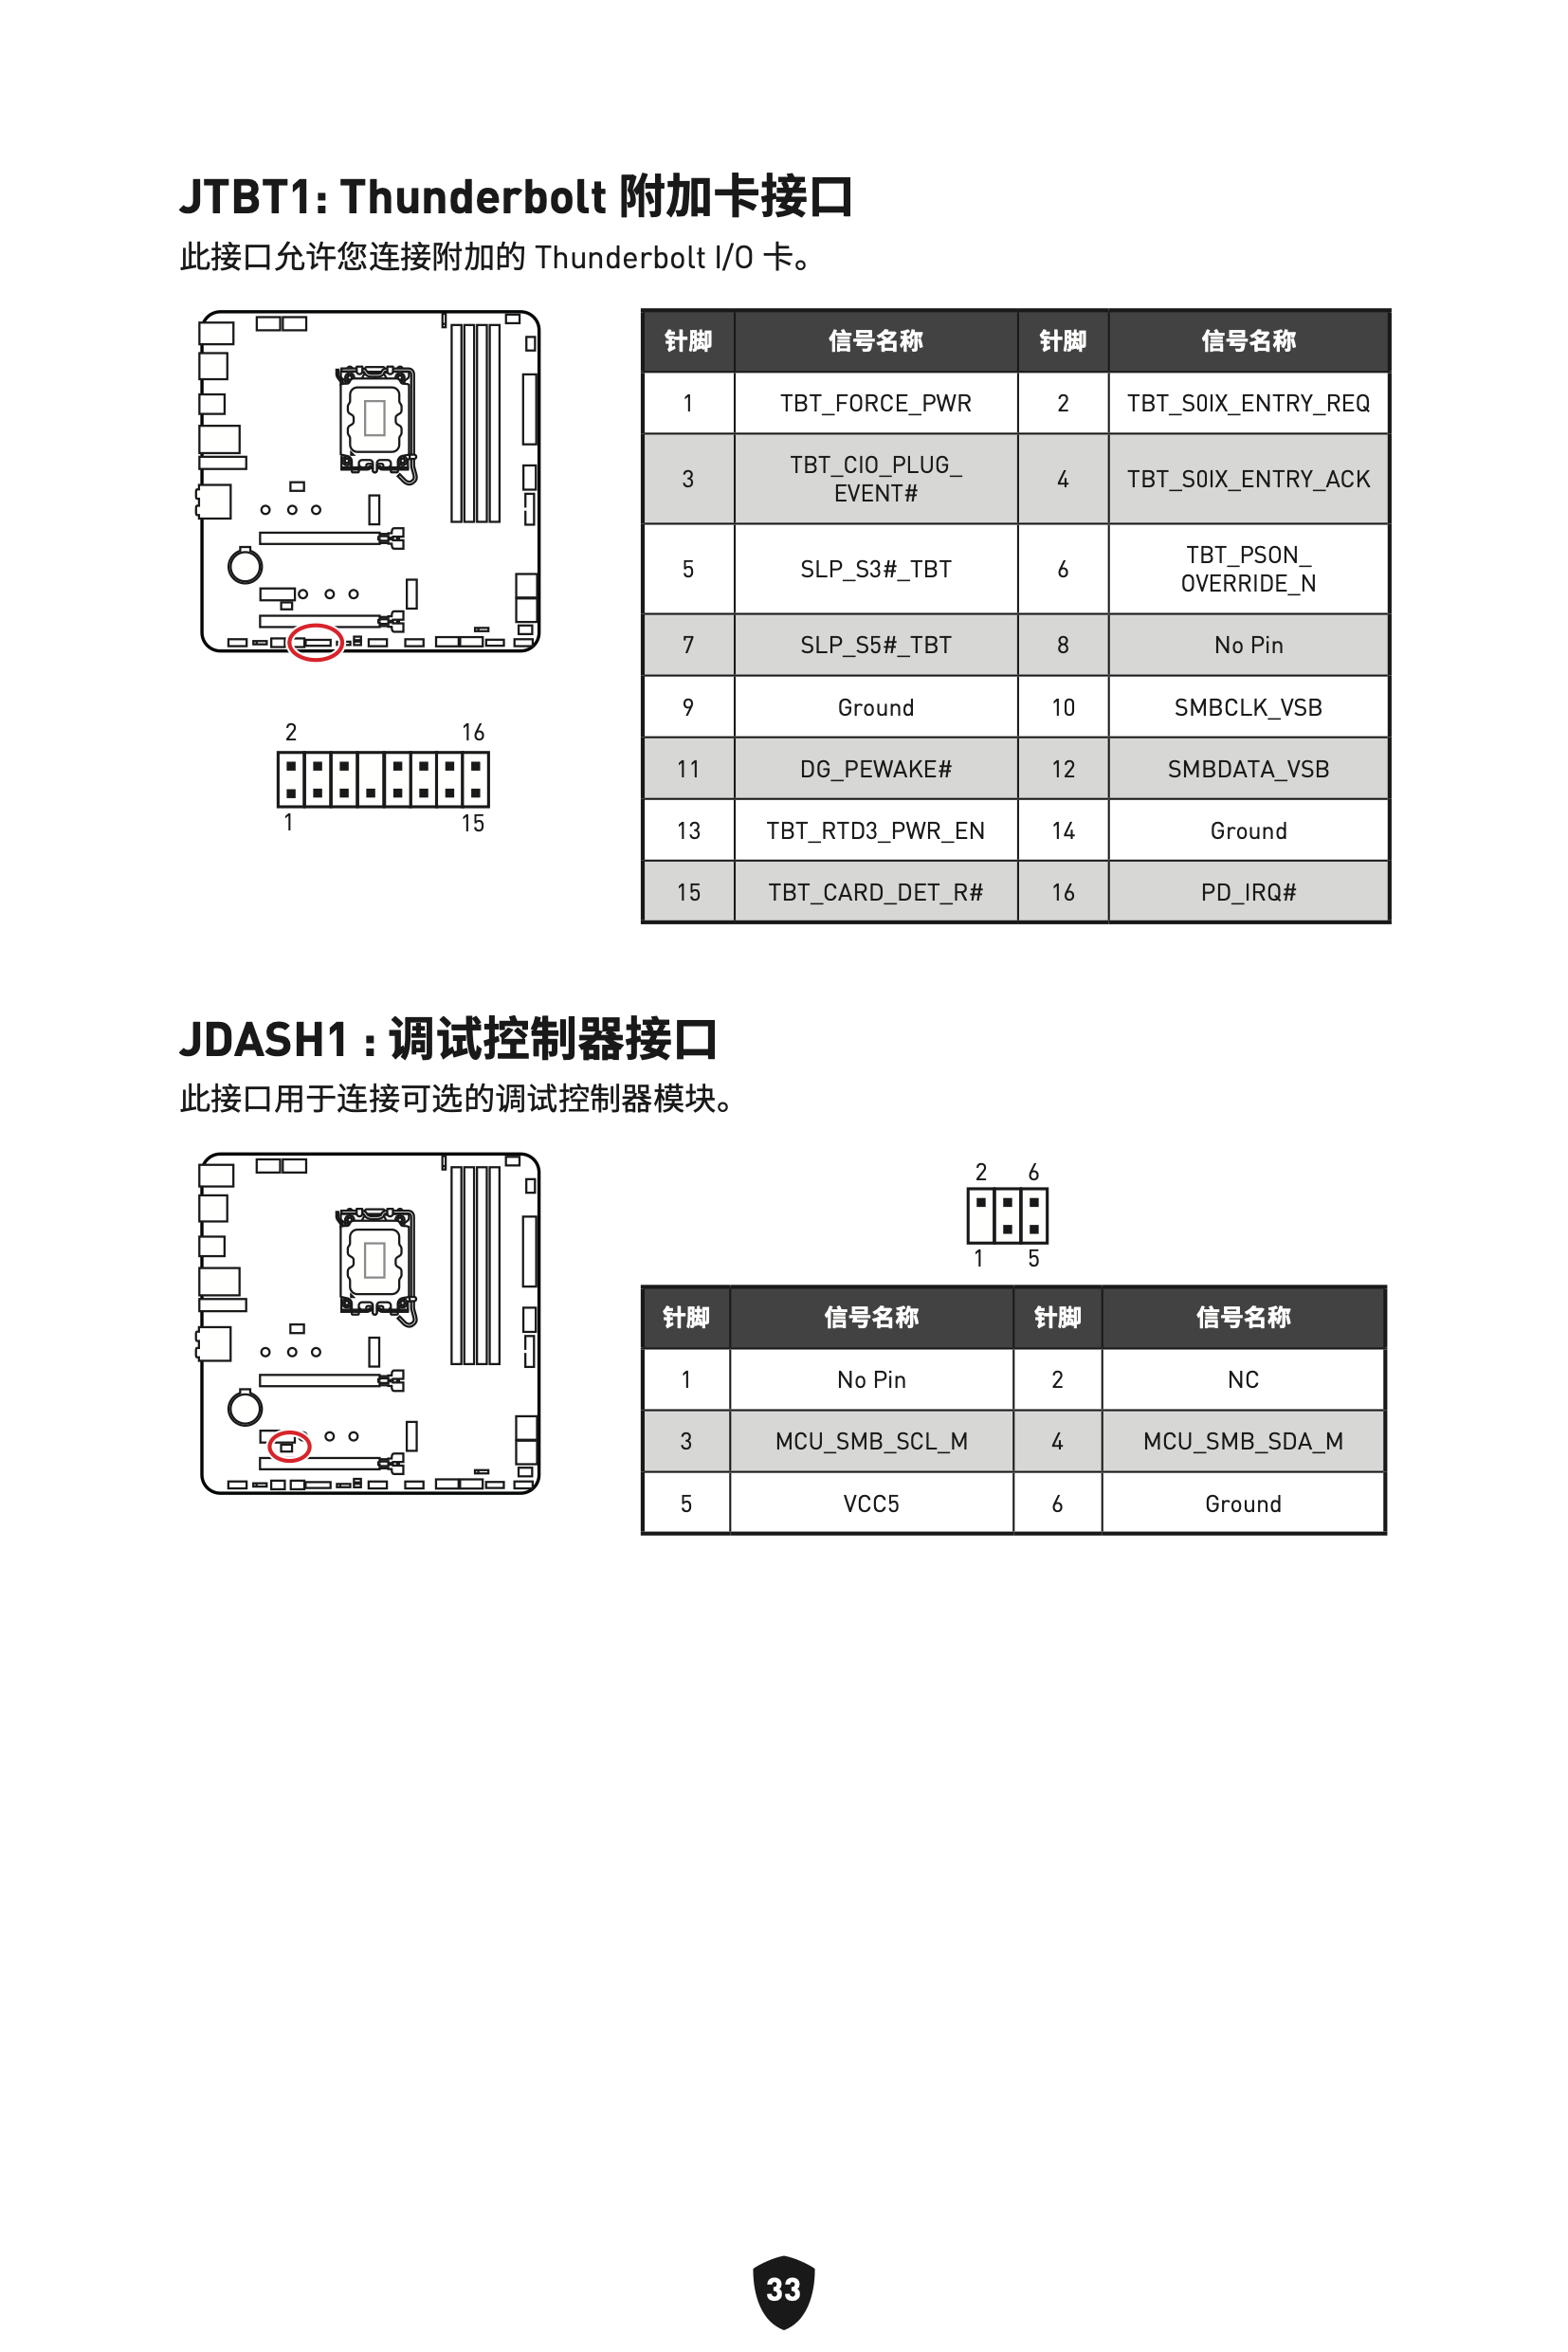 JTBT1: Thunderbolt 附加卡接口
此接口允许您连接附加的 Thunderbolt I/O 卡。
2 16
1 15
针脚 信号名称 针脚 信号名称
1 TBT_FORCE_PWR 2 TBT_S0IX_ENTRY_REQ
3 TBT_CIO_PLUG_
EVENT# 4 TBT_S0IX_ENTRY_ACK
5 SLP_S3#_TBT 6 TBT_PSON_
OVERRIDE_N
7 SLP_S5#_TBT 8 No Pin
9 Ground 10 SMBCLK_VSB
11 DG_PEWAKE# 12 SMBDATA_VSB
13 TBT_RTD3_PWR_EN 14 Ground
15 TBT_CARD_DET_R# 16 PD_IRQ#
JDASH1 : 调试控制器接口
此接口用于连接可选的调试控制器模块。
2 6
1 5
针脚 信号名称 针脚 信号名称
1 No Pin 2 NC
3 MCU_SMB_SCL_M 4 MCU_SMB_SDA_M
5 VCC5 6 Ground
33